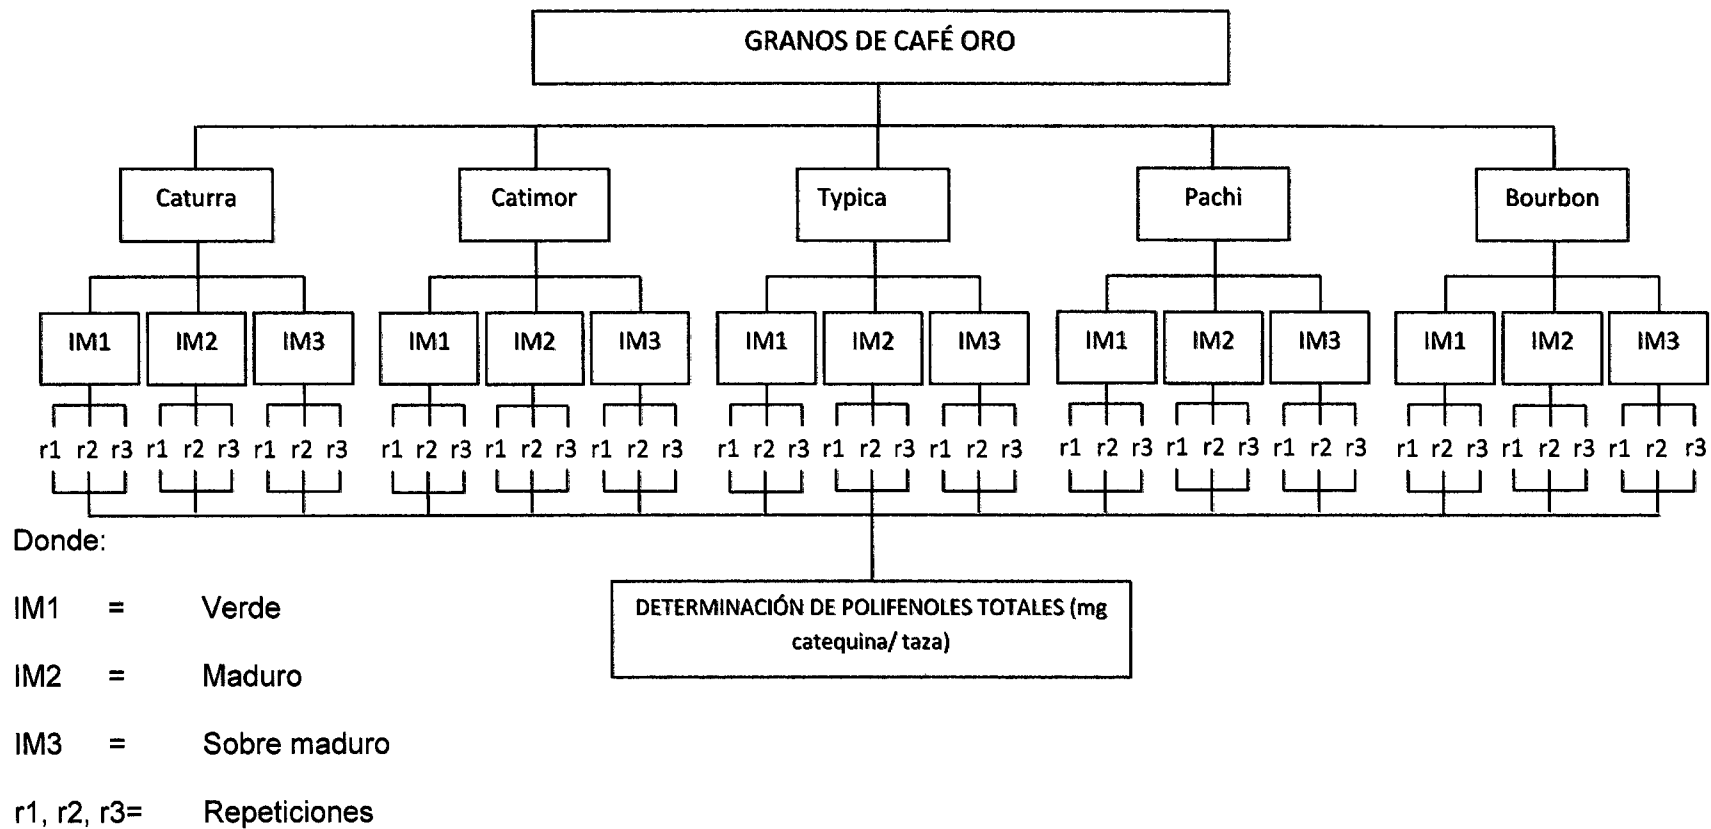 GRANOS DE CAFÉ ORO
Caturra Catimor Typica Pachi Bourbon
IM1 IM2 IM3 IM1 IM2 IM3 IM1 IM2 IM3 IM1 IM2 IM3 IM1 IM2 IM3
r1 r2 r3 r1 r2 r3 r1 r2 r3 r1 r2 r3 r1 r2 r3 r1 r2 r3 r1 r2 r3 r1 r2 r3 r1 r2 r3 r1 r2 r3 r1 r2 r3 r1 r2 r3 r1 r2 r3 r1 r2 r3 r1 r2 r3
Donde:
DETERMINACIÓN DE POLIFENOLES TOTALES (mg
catequina/ taza)
IM1 = Verde
IM2 = Maduro
IM3 = Sobre maduro
r1, r2, r3= Repeticiones